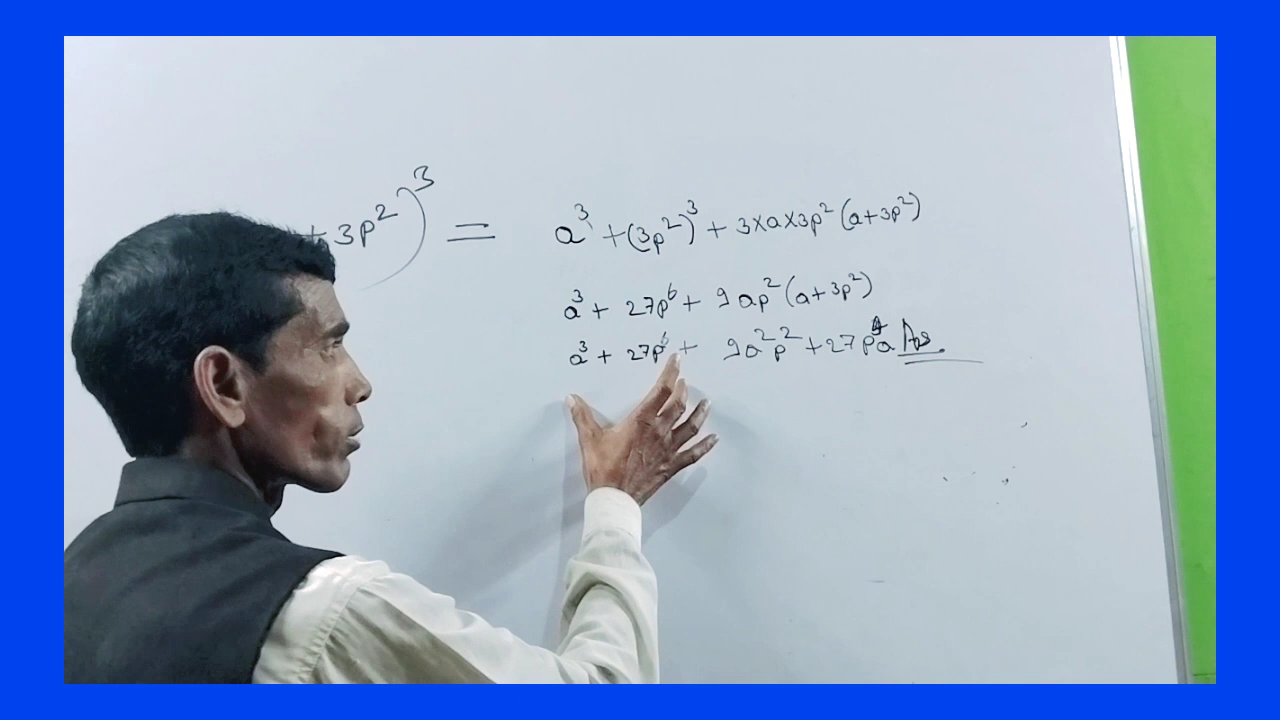 + 3p²)³ = a³ + (3p²)³ + 3×a×3p² (a+3p²)
a³ + 27p⁶ + 9ap² (a+3p²)
a³ + 27p⁶ + 9a²p² + 27p⁴a Ans.